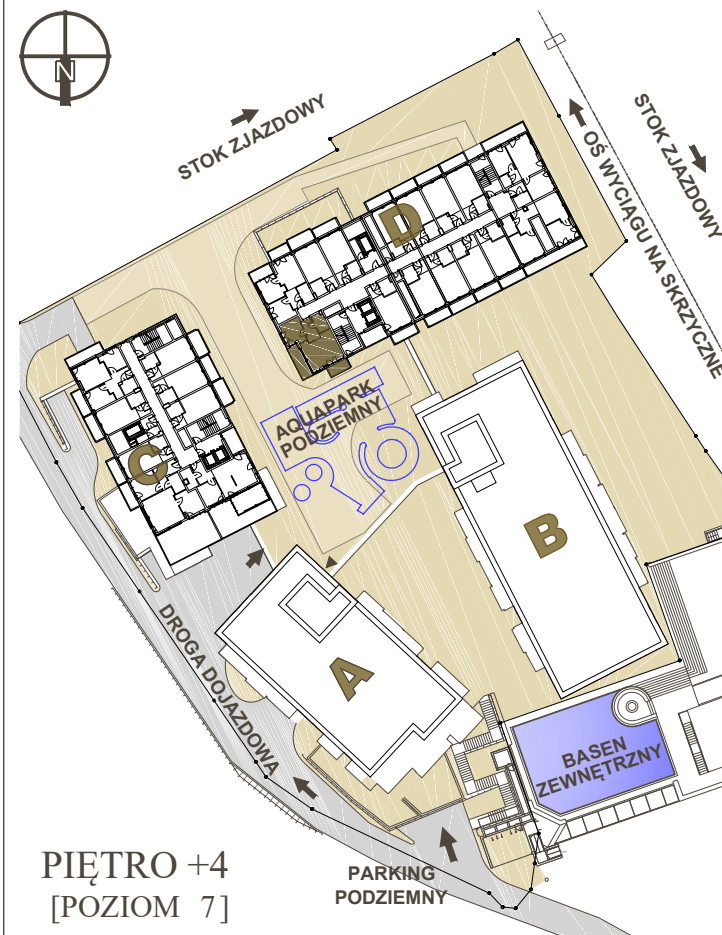 N
STOK ZJAZDOWY
STOK ZJAZDOWY
OŚ WYCIĄGU NA SKRZYCZNE
D
C
AQUAPARK
PODZIEMNY
B
A
DROGA DOJAZDOWA
BASEN
ZEWNĘTRZNY
PIĘTRO +4
[POZIOM 7]
PARKING
PODZIEMNY